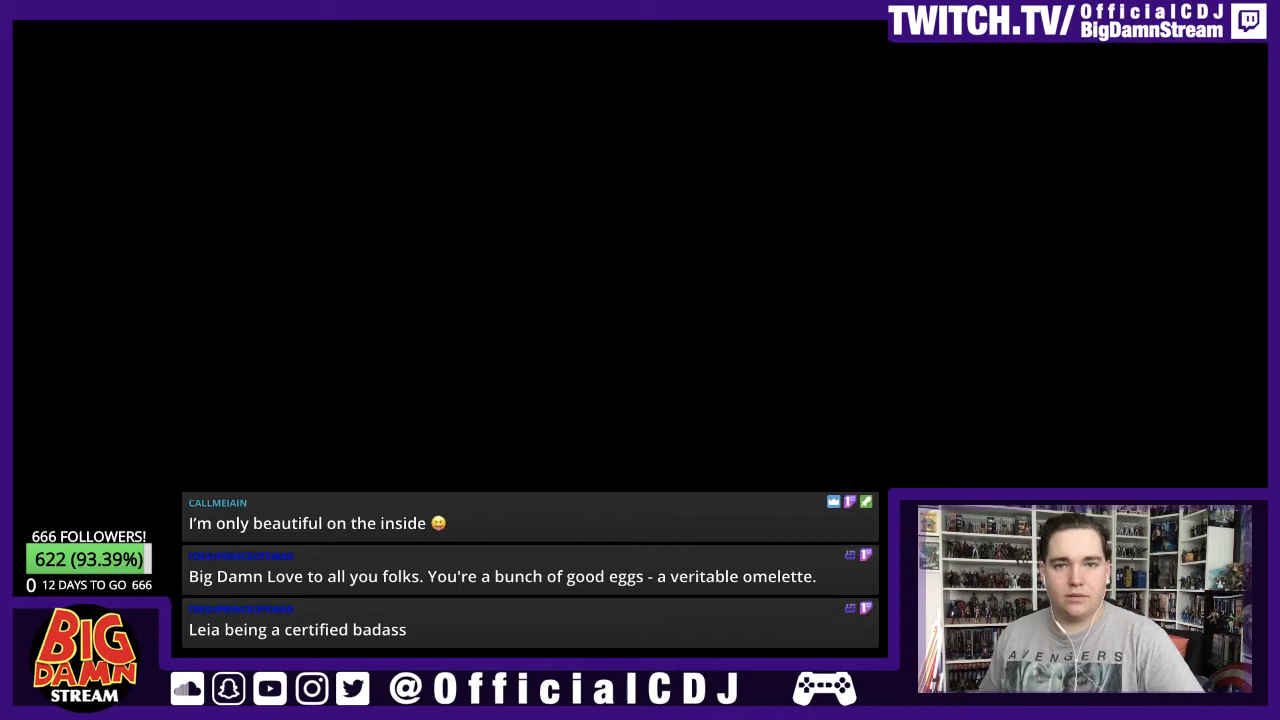 TWITCH.TV/
OfficialCDJ
BigDamnStream
CALLMEIAIN
I'm only beautiful on the inside 😝
Big Damn Love to all you folks. You're a bunch of good eggs - a veritable omelette.
Leia being a certified badass
666 FOLLOWERS!
622 (93.39%)
0 12 DAYS TO GO 666
BIG
DAMN
STREAM
@OfficialCDJ
AVENGERS